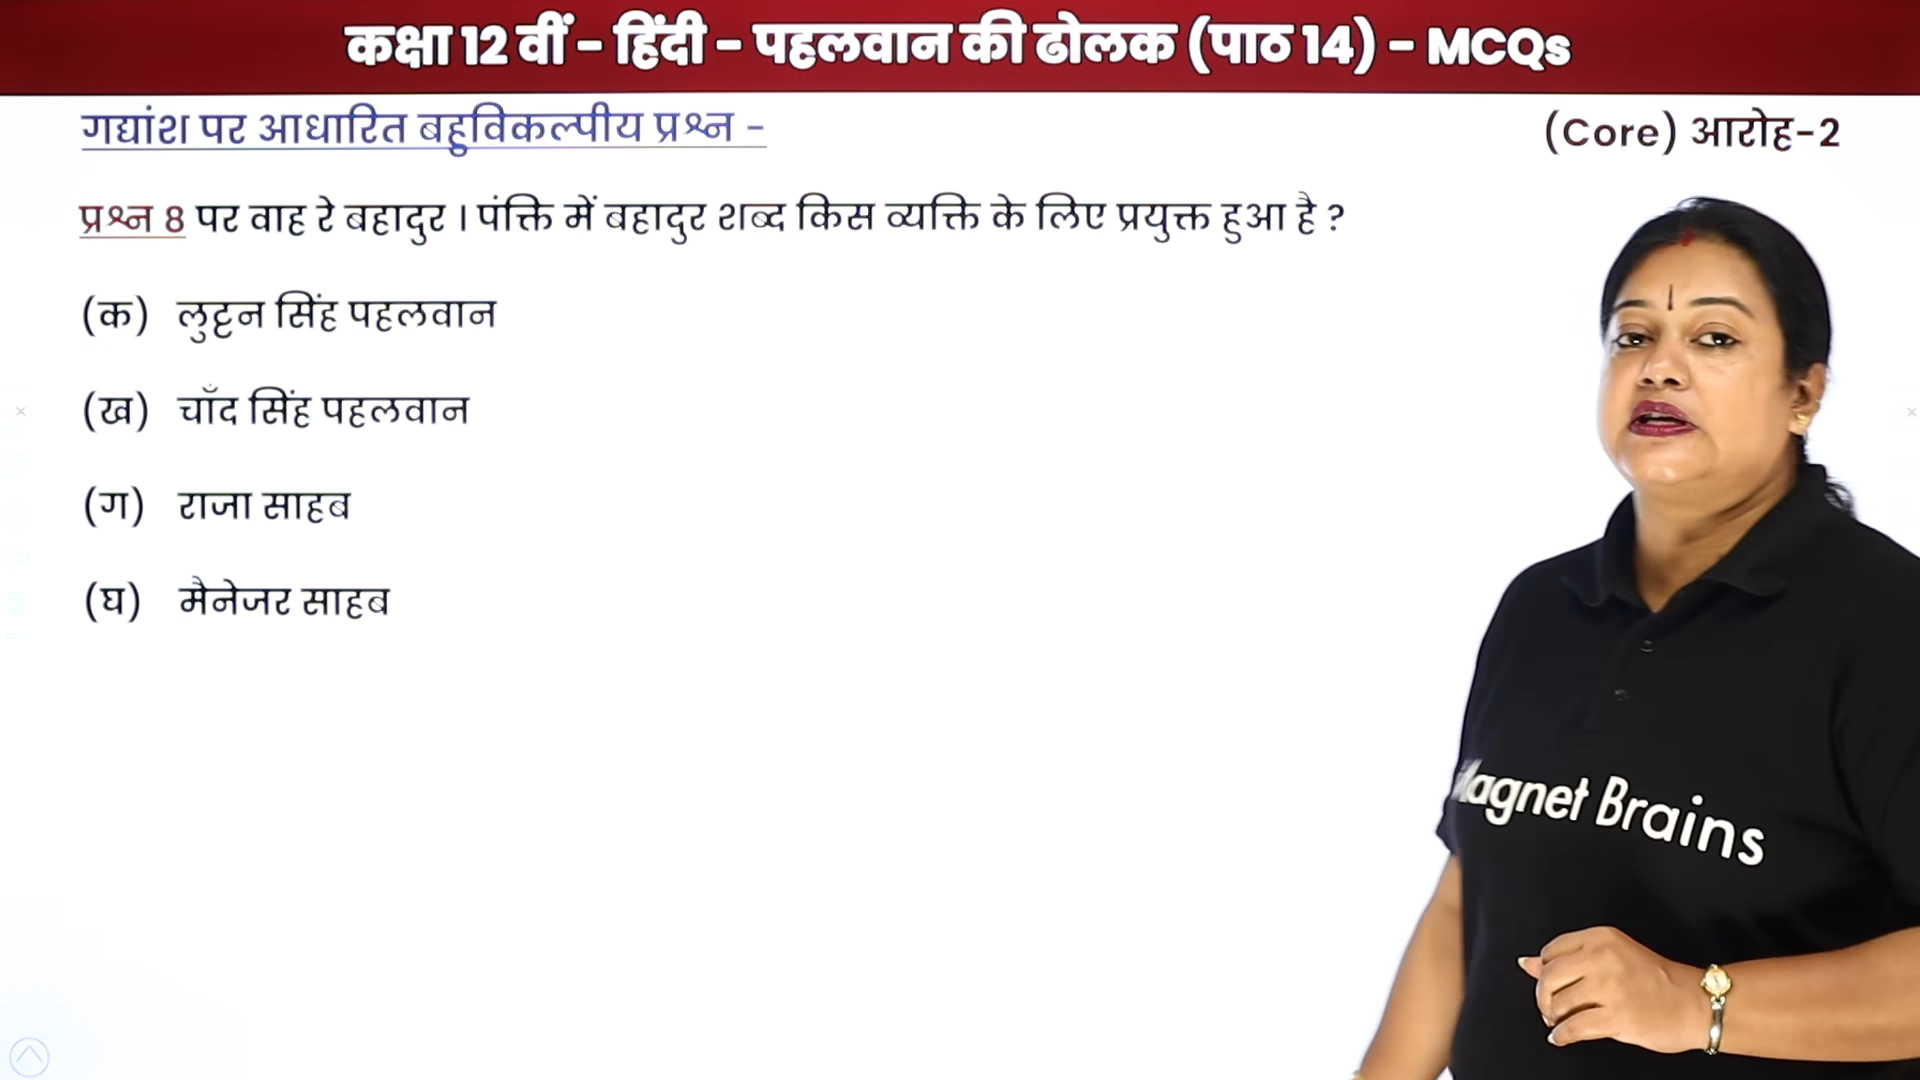 कक्षा 12 वीं – हिंदी – पहलवान की ढोलक (पाठ 14) – MCQs
गद्यांश पर आधारित बहुविकल्पीय प्रश्न –
(Core) आरोह-2
प्रश्न 8 पर वाह रे बहादुर । पंक्ति में बहादुर शब्द किस व्यक्ति के लिए प्रयुक्त हुआ है ?
(क) लुट्टन सिंह पहलवान
(ख) चाँद सिंह पहलवान
(ग) राजा साहब
(घ) मैनेजर साहब
Magnet Brains